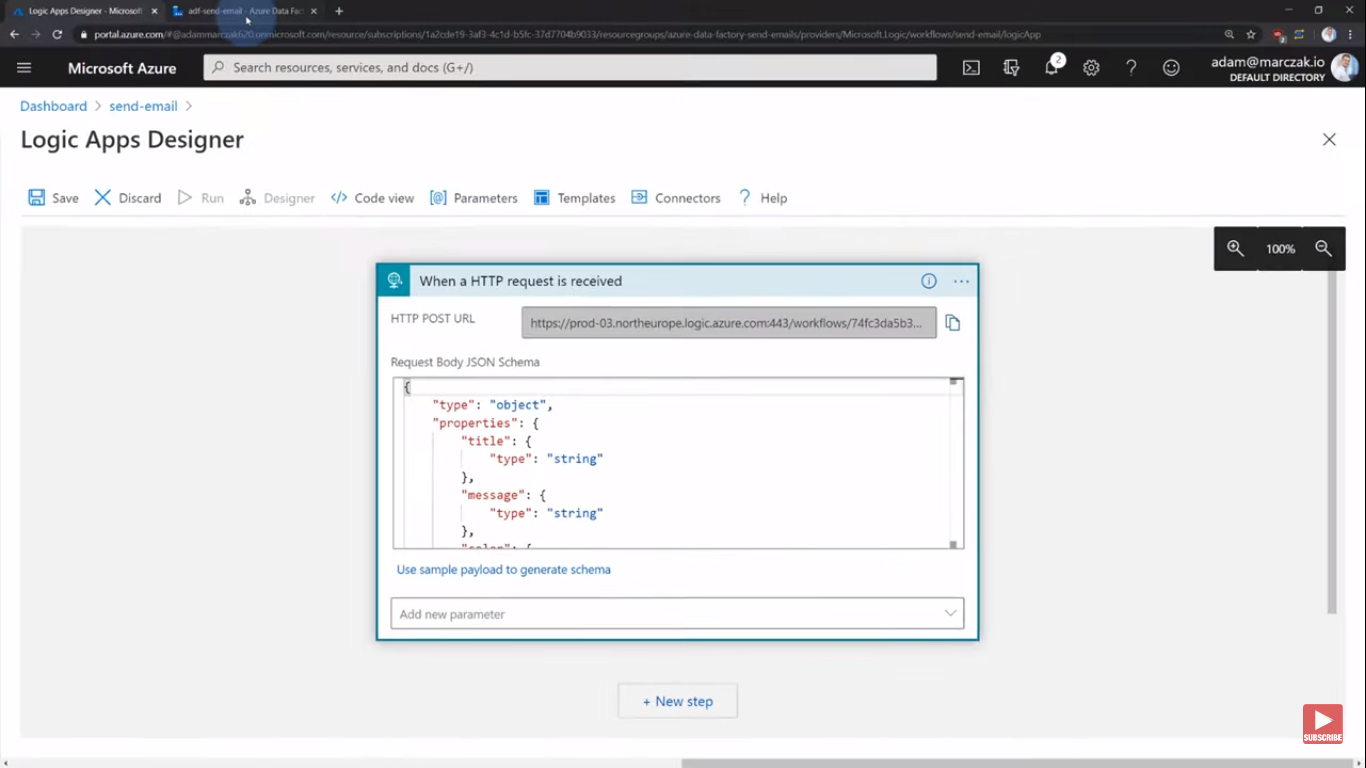 Logic Apps Designer - Microsoft
adf-send-email - Azure Data Fact
portal.azure.com/#@adammarczak620.onmicrosoft.com/resource/subscriptions/1a2cde19-3af3-4c1d-b5fc-37d7704b9033/resourcegroups/azure-data-factory-send-emails/providers/Microsoft.Logic/workflows/send-email/logicApp
Microsoft Azure
Search resources, services, and docs (G+/)
2
adam@marczak.io
DEFAULT DIRECTORY
Dashboard > send-email >
Logic Apps Designer
Save Discard Run Designer Code view Parameters Templates Connectors Help
100%
When a HTTP request is received
HTTP POST URL
https://prod-03.northeurope.logic.azure.com:443/workflows/74fc3da5b3...
Request Body JSON Schema
{
"type": "object",
"properties": {
"title": {
"type": "string"
},
"message": {
"type": "string"
},
Use sample payload to generate schema
Add new parameter
+ New step
SUBSCRIBE